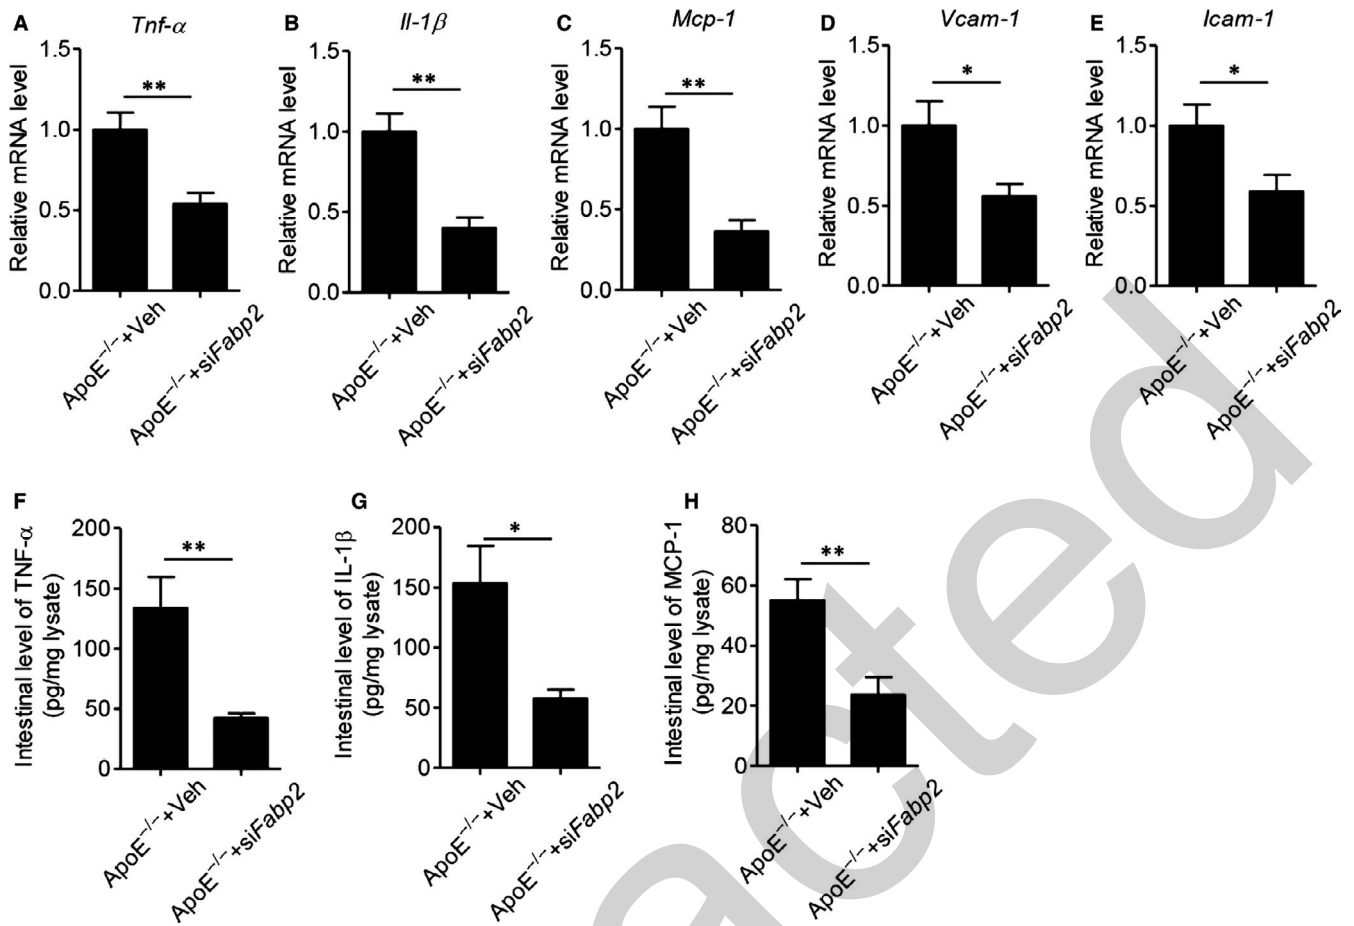 A
Tnf-α
Relative mRNA level
1.5
1.0
0.5
0.0
**
ApoE−/−+Veh
ApoE−/−+siFabp2
B
Il-1β
Relative mRNA level
1.5
1.0
0.5
0.0
**
ApoE−/−+Veh
ApoE−/−+siFabp2
C
Mcp-1
Relative mRNA level
1.5
1.0
0.5
0.0
**
ApoE−/−+Veh
ApoE−/−+siFabp2
D
Vcam-1
Relative mRNA level
1.5
1.0
0.5
0.0
*
ApoE−/−+Veh
ApoE−/−+siFabp2
E
Icam-1
Relative mRNA level
1.5
1.0
0.5
0.0
*
ApoE−/−+Veh
ApoE−/−+siFabp2
F
Intestinal level of TNF-α
(pg/mg lysate)
200
150
100
50
0
**
ApoE−/−+Veh
ApoE−/−+siFabp2
G
Intestinal level of IL-1β
(pg/mg lysate)
200
150
100
50
0
*
ApoE−/−+Veh
ApoE−/−+siFabp2
H
Intestinal level of MCP-1
(pg/mg lysate)
80
60
40
20
0
**
ApoE−/−+Veh
ApoE−/−+siFabp2
acted